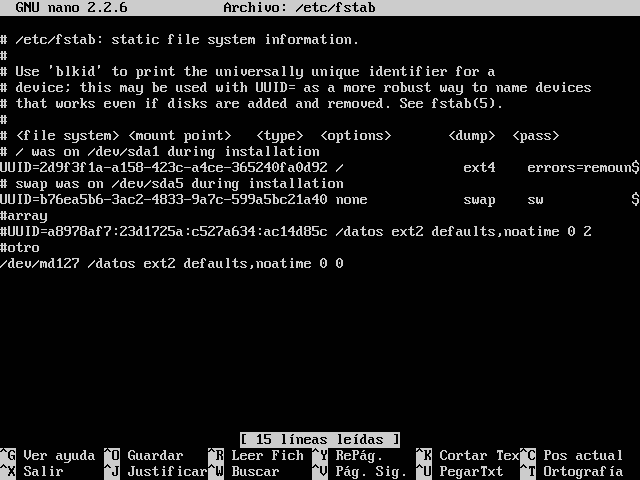 GNU nano 2.2.6 Archivo: /etc/fstab
# /etc/fstab: static file system information.
#
# Use 'blkid' to print the universally unique identifier for a
# device; this may be used with UUID= as a more robust way to name devices
# that works even if disks are added and removed. See fstab(5).
#
# <file system> <mount point>   <type>  <options>       <dump>  <pass>
# / was on /dev/sda1 during installation
UUID=2d9f3f1a-a158-423c-a4ce-365240fa0d92 /               ext4    errors=remoun$
# swap was on /dev/sda5 during installation
UUID=b76ea5b6-3ac2-4833-9a7c-599a5bc21a40 none            swap    sw           $
#array
#UUID=a8978af7:23d1725a:c527a634:ac14d85c /datos ext2 defaults,noatime 0 2
#otro
/dev/md127 /datos ext2 defaults,noatime 0 0
[ 15 líneas leídas ]
^G Ver ayuda ^O Guardar ^R Leer Fich ^Y RePág. ^K Cortar Tex ^C Pos actual
^X Salir ^J Justificar ^W Buscar ^V Pág. Sig. ^U PegarTxt ^T Ortografía